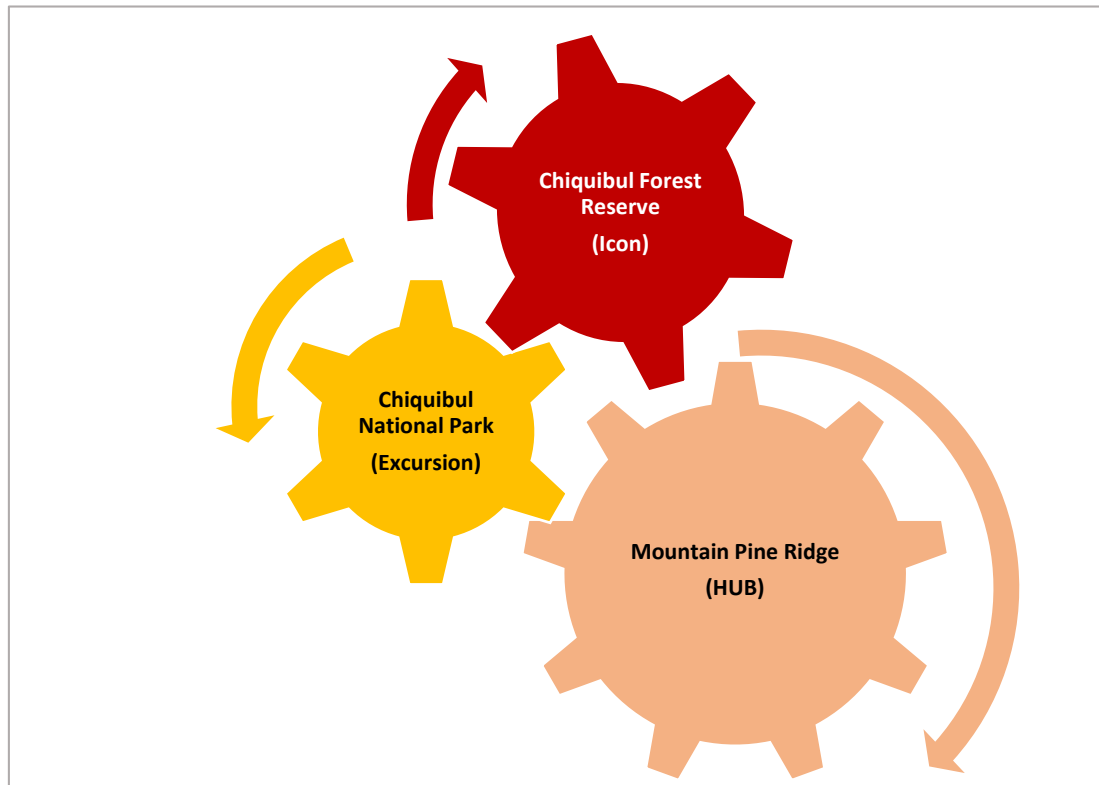 Chiquibul Forest
Reserve
(Icon)
Chiquibul
National Park
(Excursion)
Mountain Pine Ridge
(HUB)